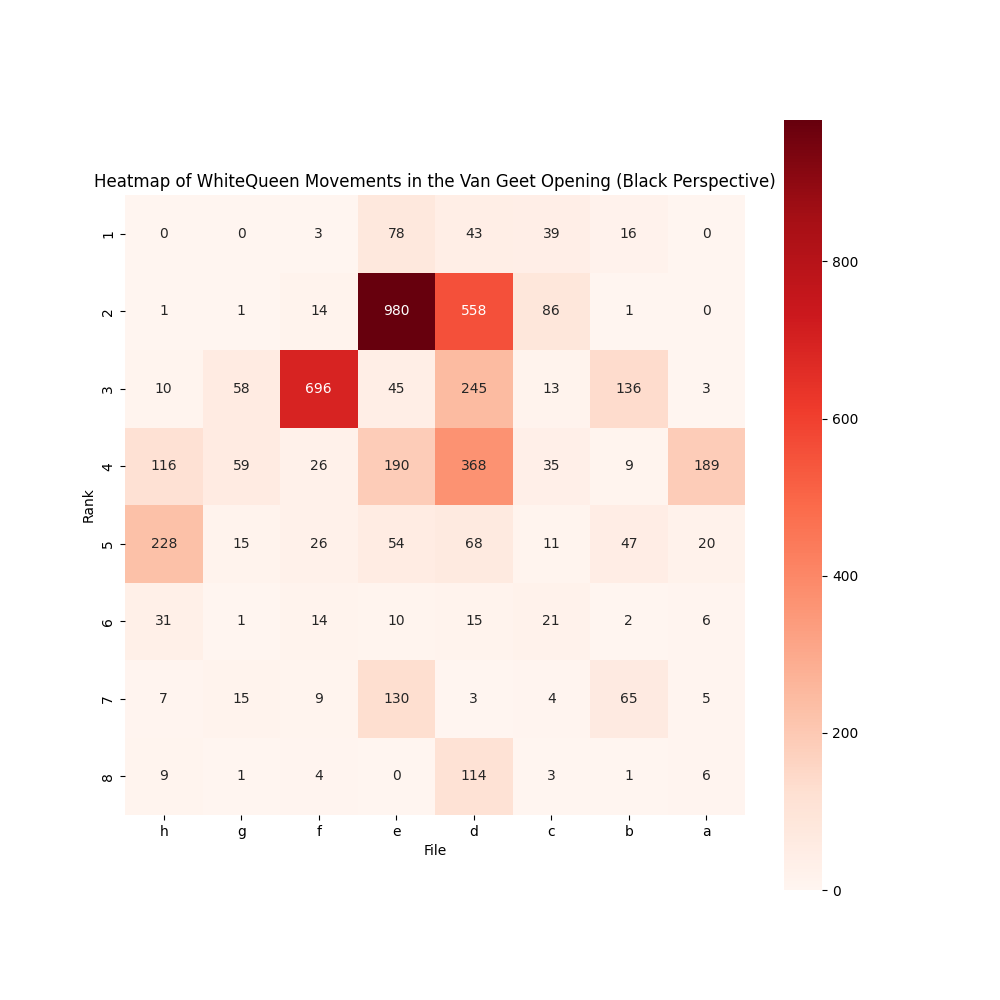 Heatmap of WhiteQueen Movements in the Van Geet Opening (Black Perspective)
1 0 0 3 78 43 39 16 0
2 1 1 14 980 558 86 1 0
3 10 58 696 45 245 13 136 3
4 116 59 26 190 368 35 9 189
5 228 15 26 54 68 11 47 20
6 31 1 14 10 15 21 2 6
7 7 15 9 130 3 4 65 5
8 9 1 4 0 114 3 1 6
h g f e d c b a
File
Rank
800
600
400
200
0